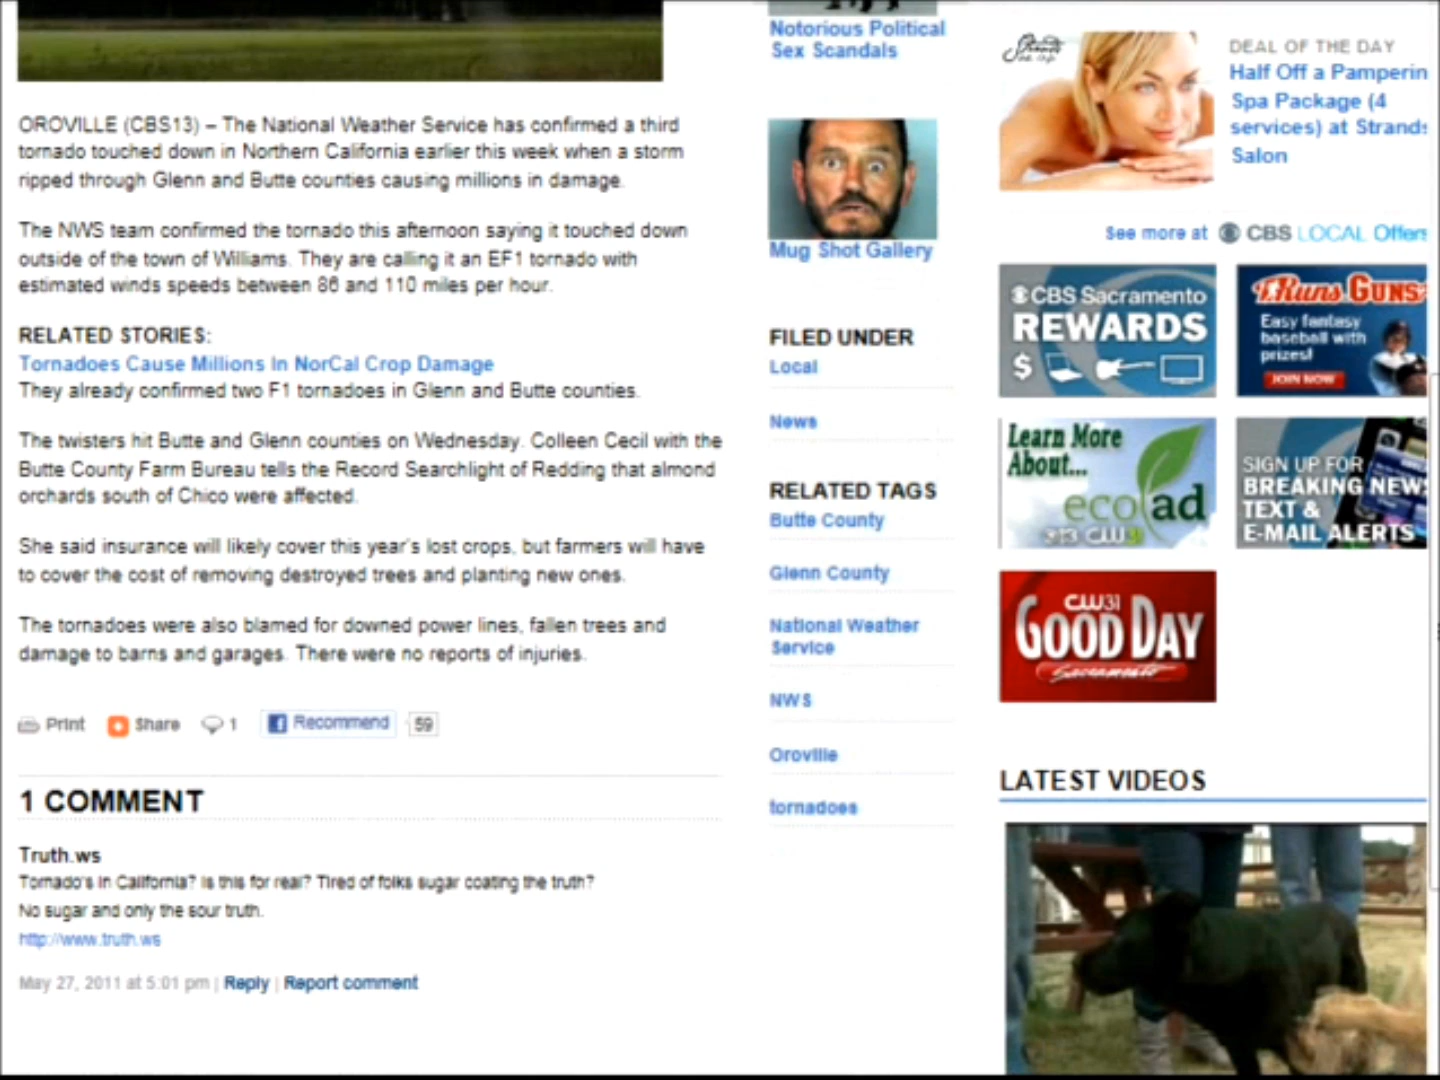 OROVILLE (CBS13) – The National Weather Service has confirmed a third
tornado touched down in Northern California earlier this week when a storm
ripped through Glenn and Butte counties causing millions in damage.
The NWS team confirmed the tornado this afternoon saying it touched down
outside of the town of Williams. They are calling it an EF1 tornado with
estimated winds speeds between 86 and 110 miles per hour.
RELATED STORIES:
Tornadoes Cause Millions In NorCal Crop Damage
They already confirmed two F1 tornadoes in Glenn and Butte counties.
The twisters hit Butte and Glenn counties on Wednesday. Colleen Cecil with the
Butte County Farm Bureau tells the Record Searchlight of Redding that almond
orchards south of Chico were affected.
She said insurance will likely cover this year's lost crops, but farmers will have
to cover the cost of removing destroyed trees and planting new ones.
The tornadoes were also blamed for downed power lines, fallen trees and
damage to barns and garages. There were no reports of injuries.
Print Share 1 Recommend 59
1 COMMENT
Truth.ws
Tornado's in California? Is this for real? Tired of folks sugar coating the truth?
No sugar and only the sour truth.
http://www.truth.ws
May 27, 2011 at 5:01 pm | Reply | Report comment
Notorious Political
Sex Scandals
Mug Shot Gallery
FILED UNDER
Local
News
RELATED TAGS
Butte County
Glenn County
National Weather
Service
NWS
Oroville
tornadoes
DEAL OF THE DAY
Half Off a Pamperin
Spa Package (4
services) at Strands
Salon
See more at CBS LOCAL Offers
CBS Sacramento
REWARDS
$
Runs GUNS
Easy fantasy
baseball with
prizes!
JOIN NOW
Learn More
About...
eco ad
CW31
SIGN UP FOR
BREAKING NEWS
TEXT &
E-MAIL ALERTS
CW31
GOOD DAY
Sacramento
LATEST VIDEOS